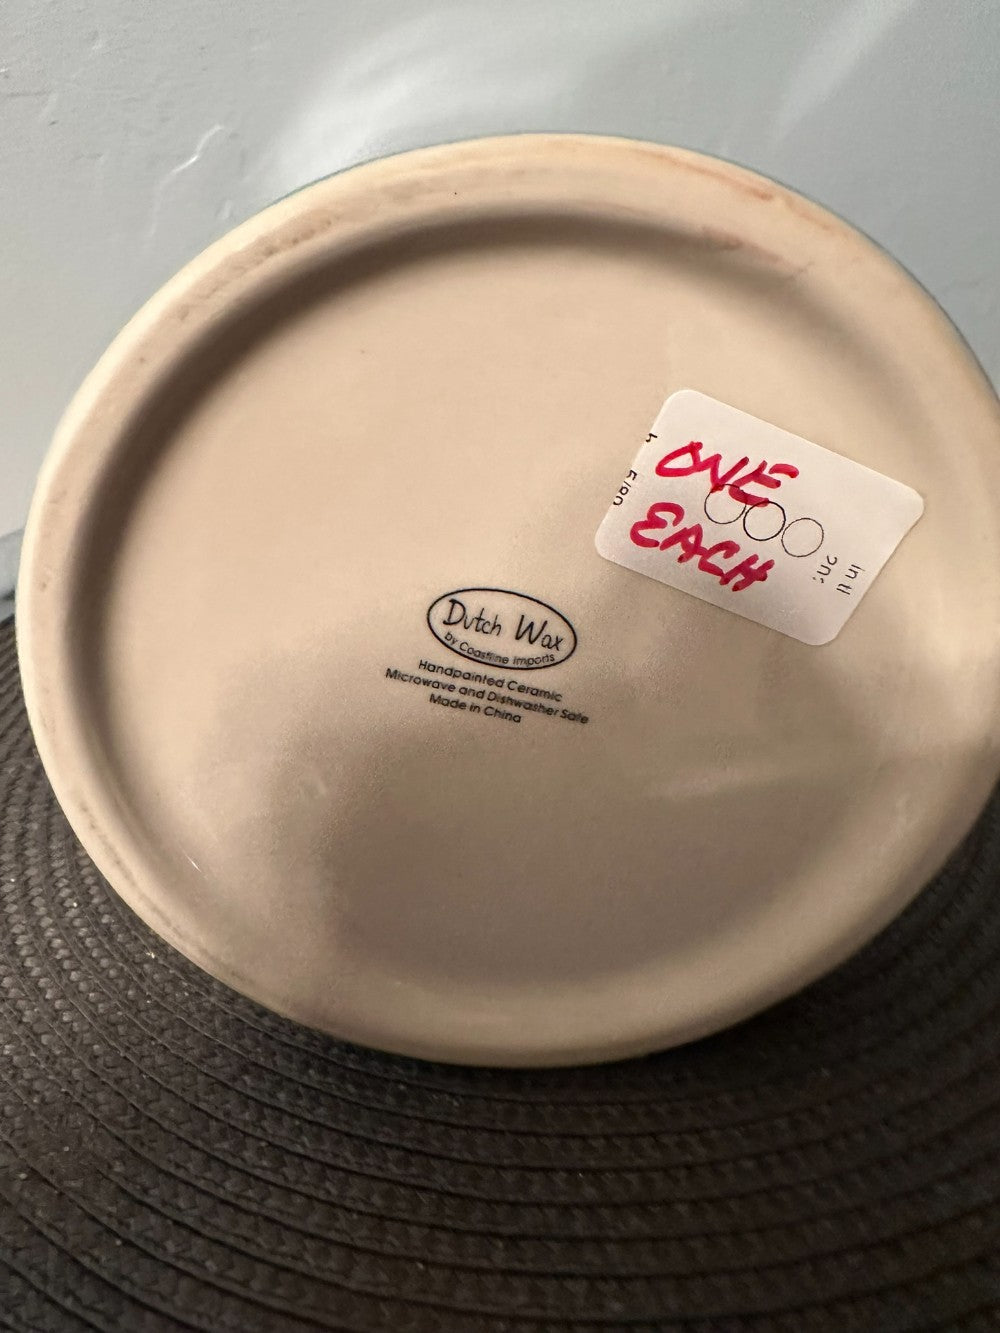 Dutch Wax
by Coastline Imports
Handpainted Ceramic
Microwave and Dishwasher Safe
Made in China
ONE
EACH